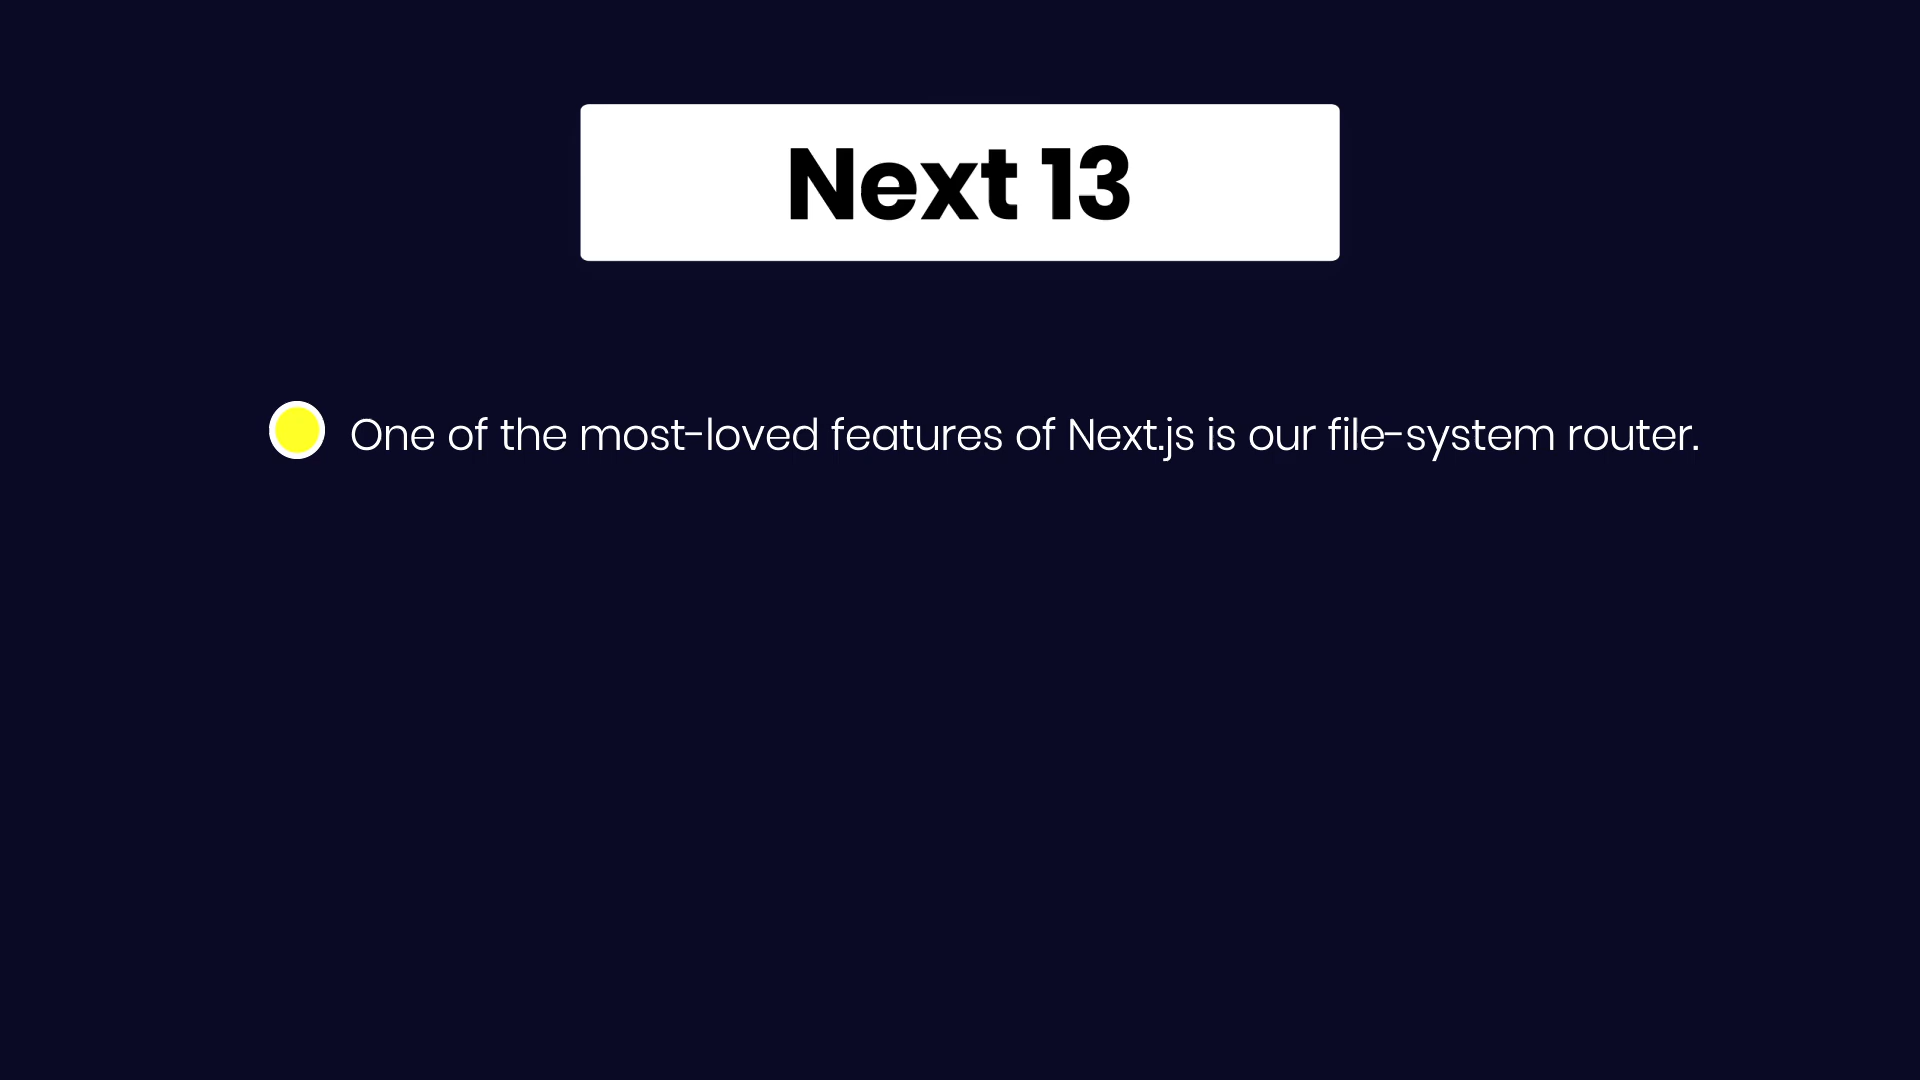 Next 13
One of the most-loved features of Next.js is our file-system router.